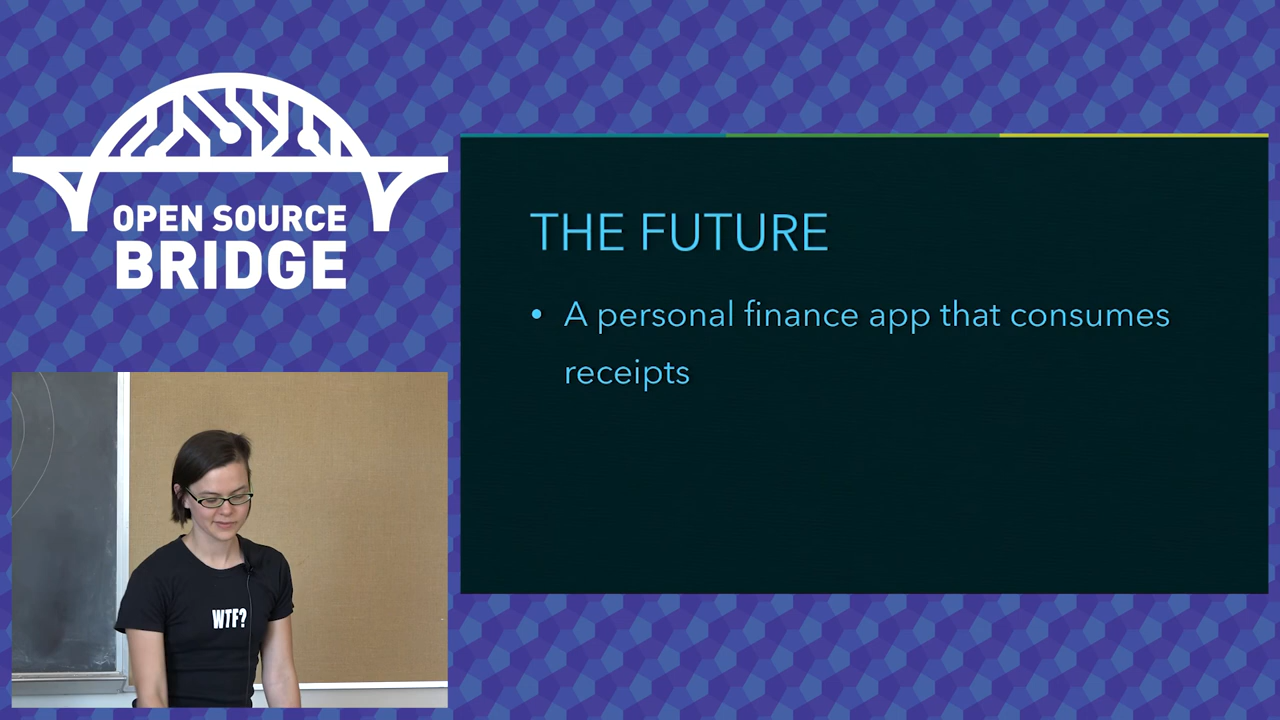 OPEN SOURCE
BRIDGE
THE FUTURE
• A personal finance app that consumes
receipts
WTF?